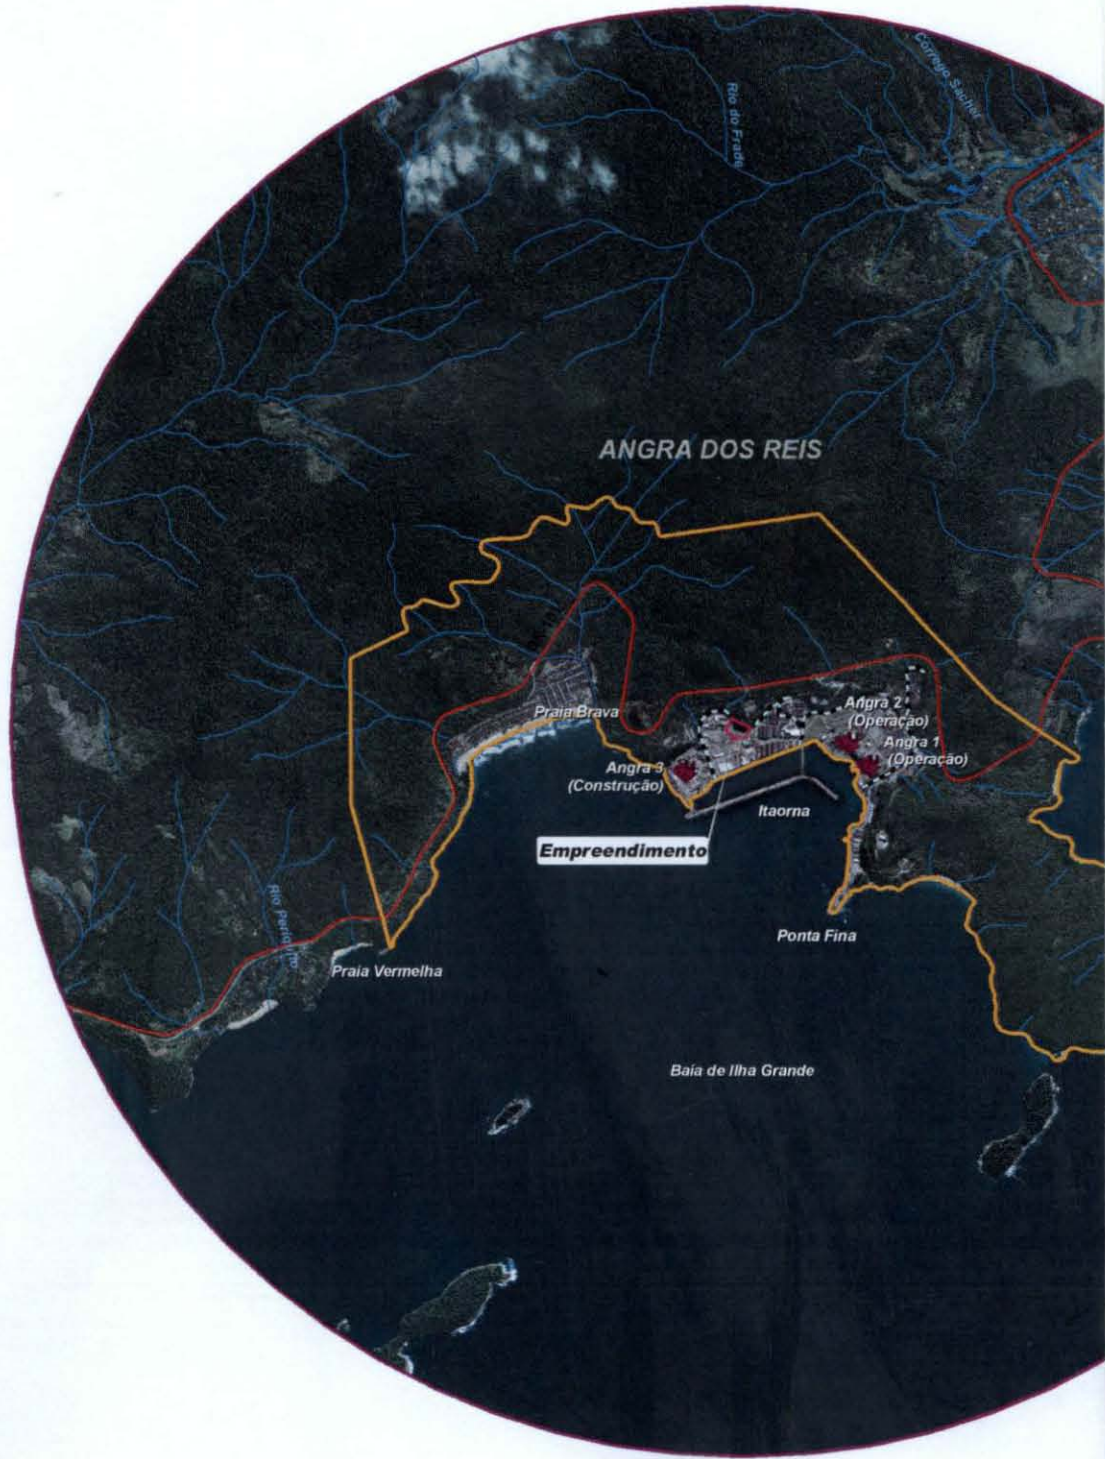 Rio do Frade
Córrego Sacher
ANGRA DOS REIS
Praia Brava
Angra 2
(Operação)
Angra 1
(Operação)
Angra 3
(Construção)
Itaorna
Empreendimento
Ponta Fina
Rio
Praia Vermelha
Baía de Ilha Grande